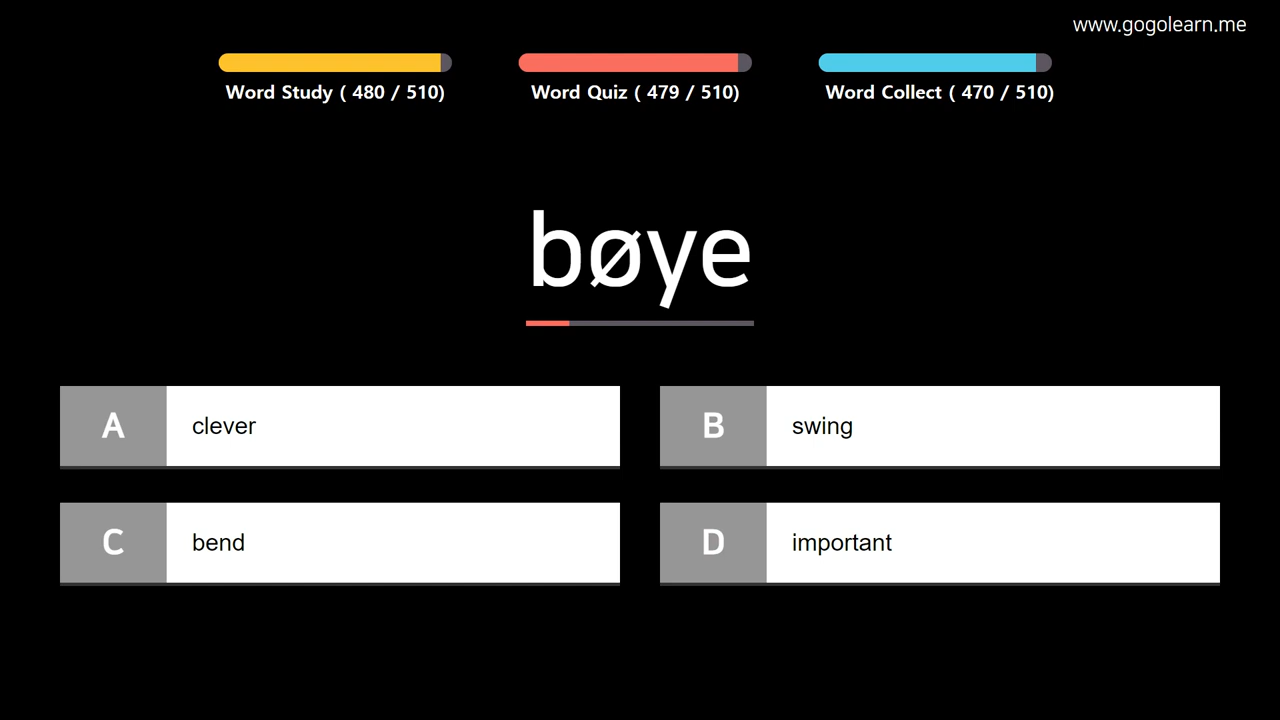 www.gogolearn.me
Word Study ( 480 / 510)
Word Quiz ( 479 / 510)
Word Collect ( 470 / 510)
bøye
A clever
B swing
C bend
D important